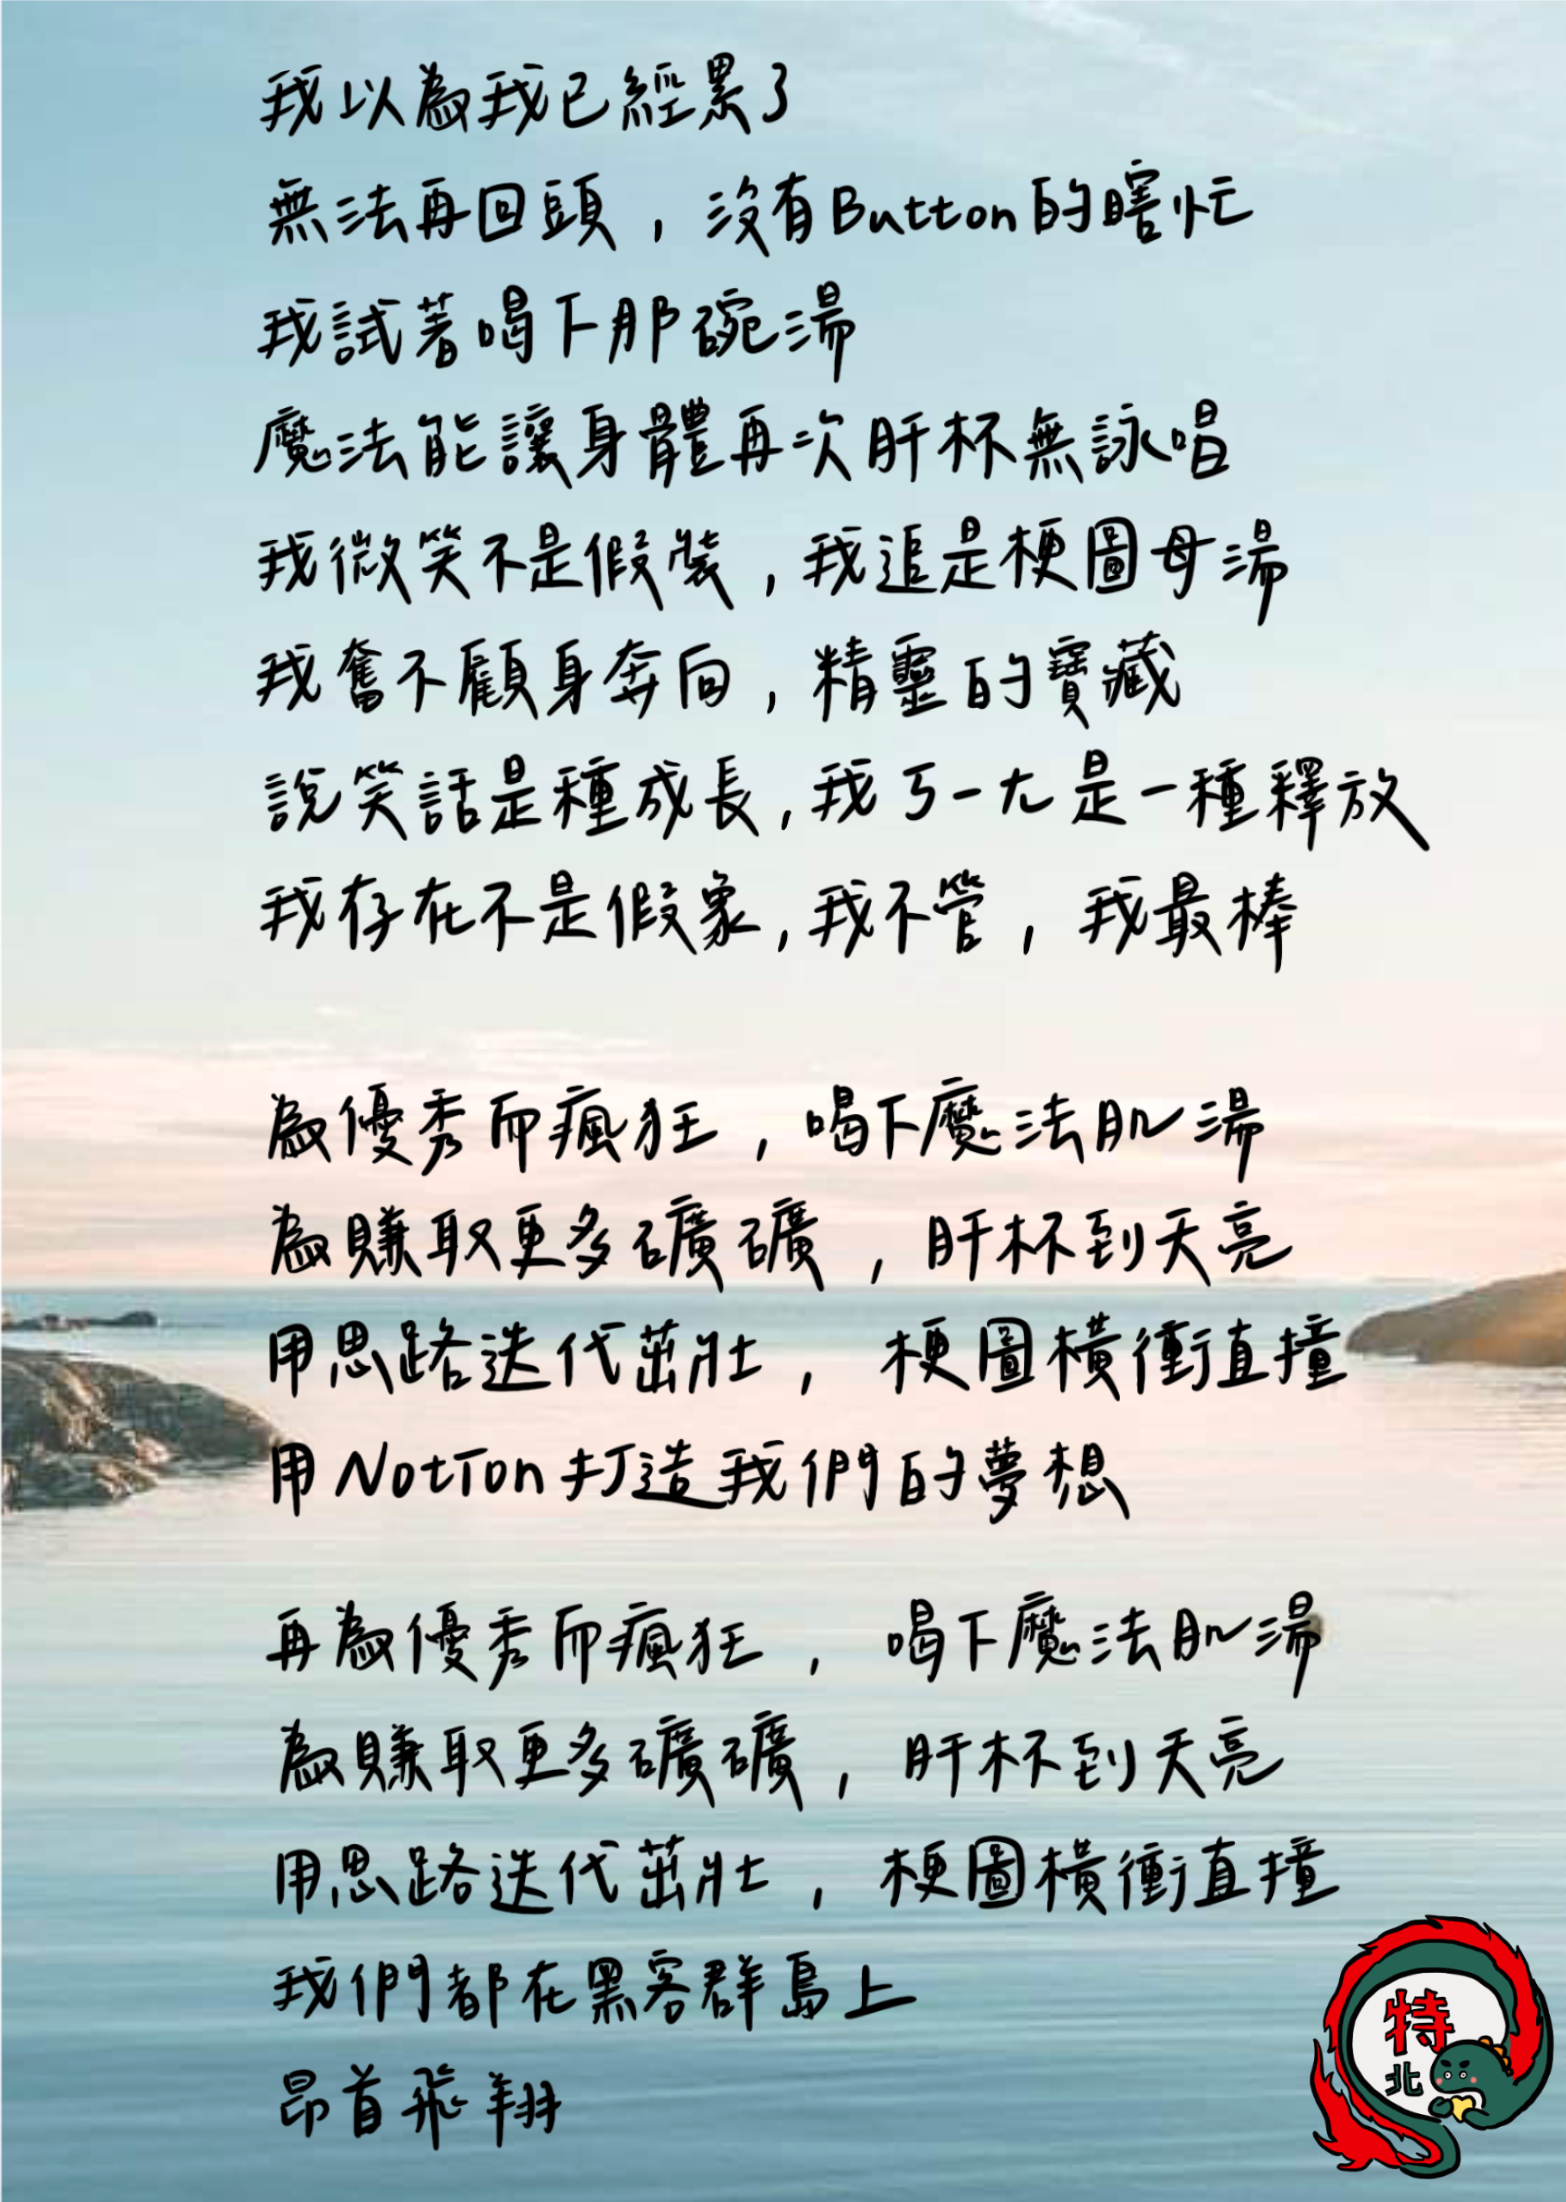 我以為我已經累了
無法再回頭，沒有Button的瞎忙
我試著喝下那碗湯
魔法能讓身體再次肝杯無詠唱
我微笑不是假裝，我追是梗圖母湯
我奮不顧身奔向，精靈的寶藏
說笑話是種成長，我ㄎㄧㄤ是一種釋放
我存在不是假象，我不管，我最棒
為優秀而瘋狂，喝下魔法肌湯
為賺取更多礦礦，肝杯到天亮
用思路迭代茁壯，梗圖橫衝直撞
用NotTon打造我們的夢想
再為優秀而瘋狂，喝下魔法肌湯
為賺取更多礦礦，肝杯到天亮
用思路迭代茁壯，梗圖橫衝直撞
我們都在黑客群島上
昂首飛翔
特
北